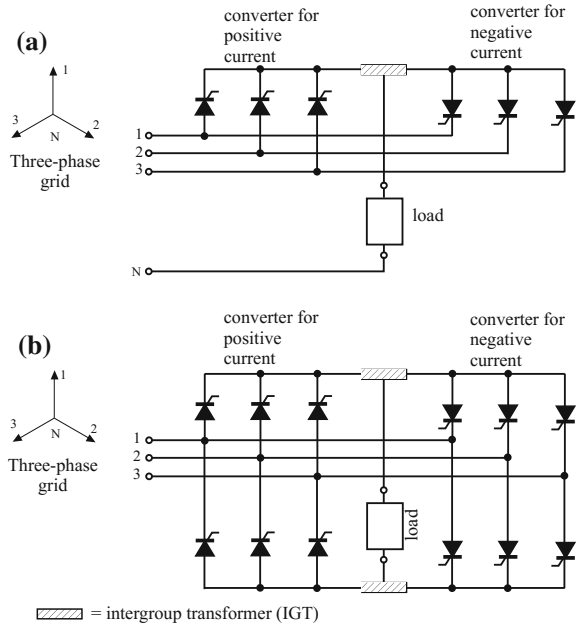 (a)
converter for
positive
current
converter for
negative
current
1
3
N
2
Three-phase
grid
1
2
3
load
N
(b)
converter for
positive
current
converter for
negative
current
1
3
N
2
Three-phase
grid
1
2
3
load
= intergroup transformer (IGT)